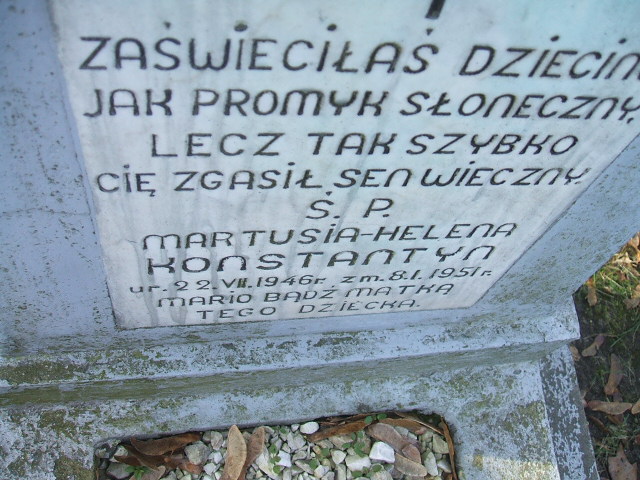 ZAŚWIECIŁAŚ DZIECIN
JAK PROMYK SŁONECZNY,
LECZ TAK SZYBKO
CIĘ ZGASIŁ SEN WIECZNY.
Ś. P.
MARTUSIA-HELENA
KONSTANTYN
ur. 22.VII.1946r. zm. 8.I.1951r.
MARIO BĄDŹ MATKĄ
TEGO DZIECKA.